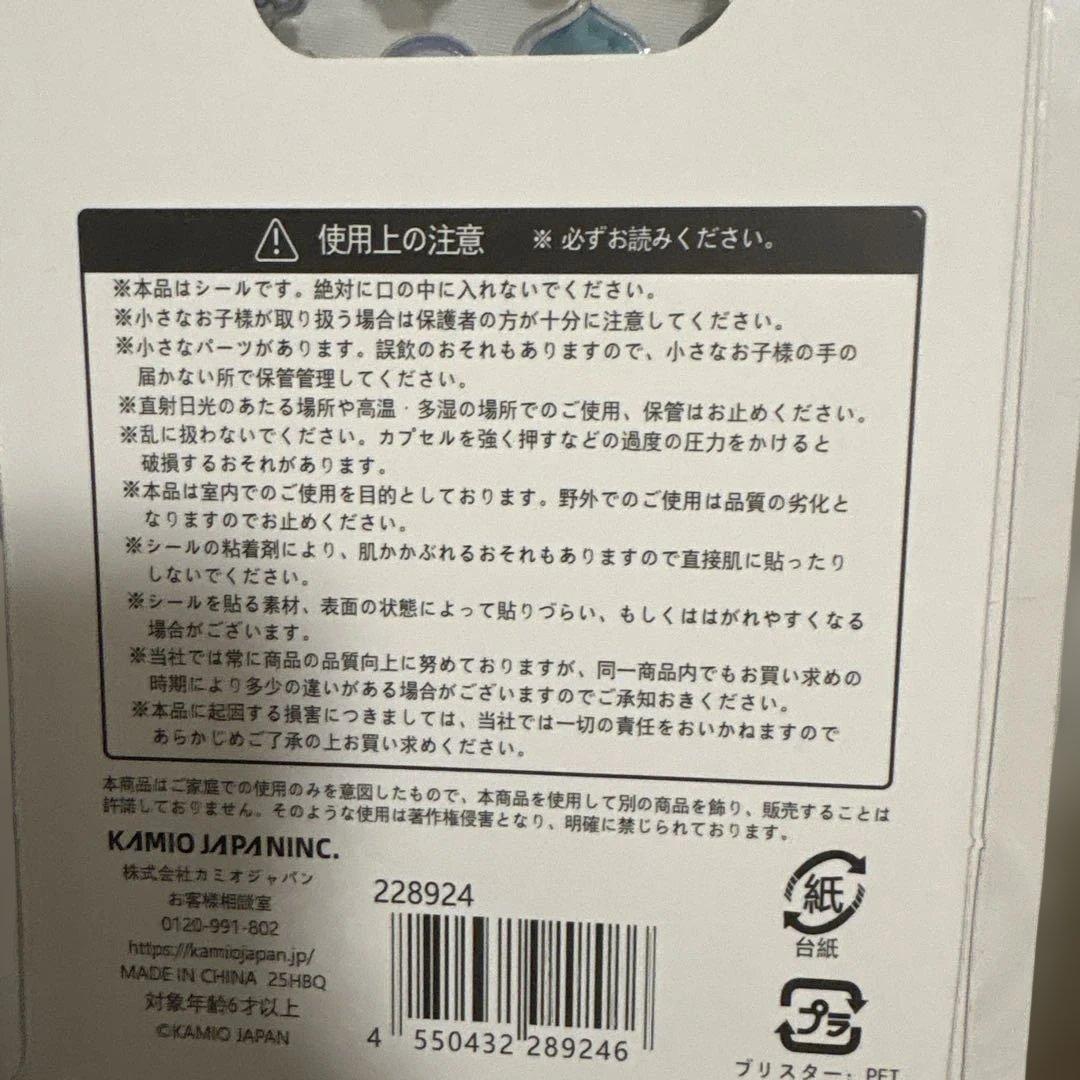 使用上の注意 ※ 必ずお読みください。
※本品はシールです。絶対に口の中に入れないでください。
※小さなお子様が取り扱う場合は保護者の方が十分に注意してください。
※小さなパーツがあります。誤飲のおそれもありますので、小さなお子様の手の
届かない所で保管管理してください。
※直射日光のあたる場所や高温・多湿の場所でのご使用、保管はお止めください。
※乱に扱わないでください。カプセルを強く押すなどの過度の圧力をかけると
破損するおそれがあります。
※本品は室内でのご使用を目的としております。野外でのご使用は品質の劣化と
なりますのでお止めください。
※シールの粘着剤により、肌かかぶれるおそれもありますので直接肌に貼ったり
しないでください。
※シールを貼る素材、表面の状態によって貼りづらい、もしくははがれやすくなる
場合がございます。
※当社では常に商品の品質向上に努めておりますが、同一商品内でもお買い求めの
時期により多少の違いがある場合がございますのでご承知おきください。
※本品に起因する損害につきましては、当社では一切の責任をおいかねますので
あらかじめご了承の上お買い求めください。
本商品はご家庭での使用のみを意図したもので、本商品を使用して別の商品を飾り、販売することは
許諾しておりません。そのような使用は著作権侵害となり、明確に禁じられております。
KAMIO JAPANINC.
株式会社カミオジャパン
お客様相談室
0120-991-802
https://kamiojapan.jp/
MADE IN CHINA 25HBQ
対象年齢6才以上
©KAMIO JAPAN
228924
4 550432 289246
紙
台紙
プラ
ブリスター：PET